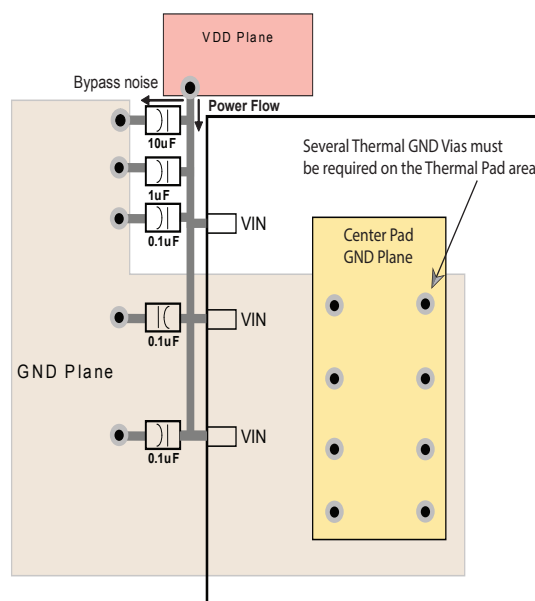 VDD Plane
Bypass noise
Power Flow
10uF
Several Thermal GND Vias must
be required on the Thermal Pad area
1uF
0.1uF
VIN
Center Pad
GND Plane
0.1uF
VIN
GND Plane
0.1uF
VIN